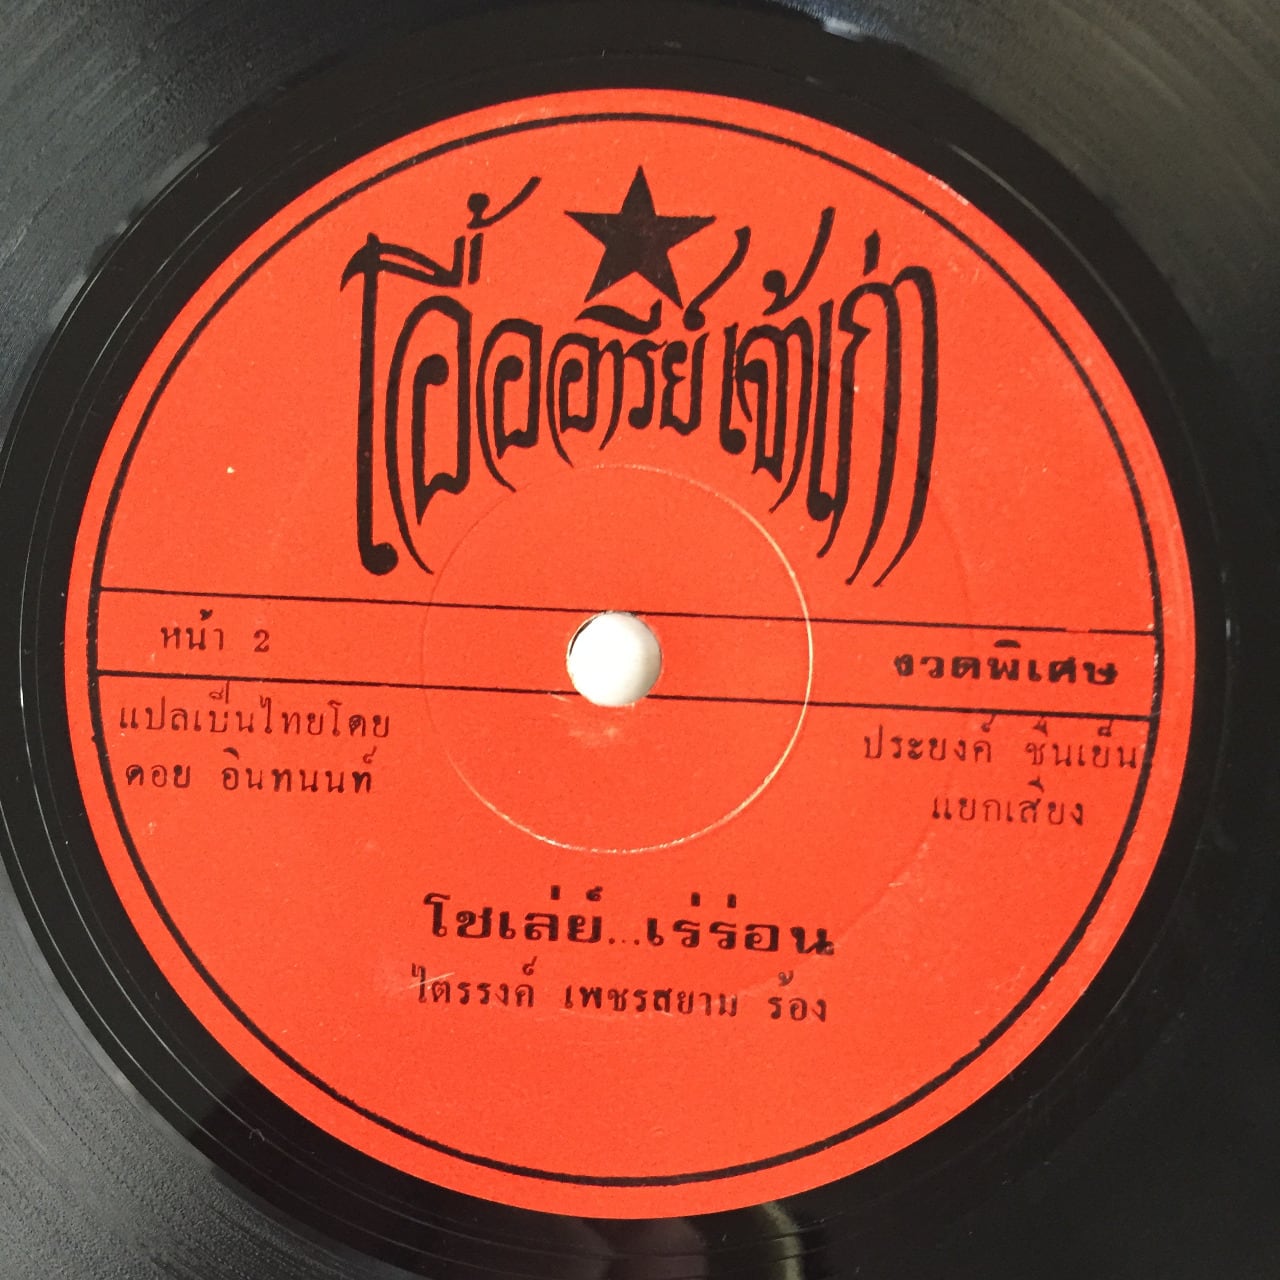 โอื้ออารีย์เจ้าเก่า
หน้า 2
งวดพิเศษ
แปลเป็นไทยโดย
ดอย อินทนนท์
ประยงค์ ชื่นเย็น
แยกเสียง
โซเล่ย์...เร่ร่อน
ไตรรงค์ เพชรสยาม ร้อง